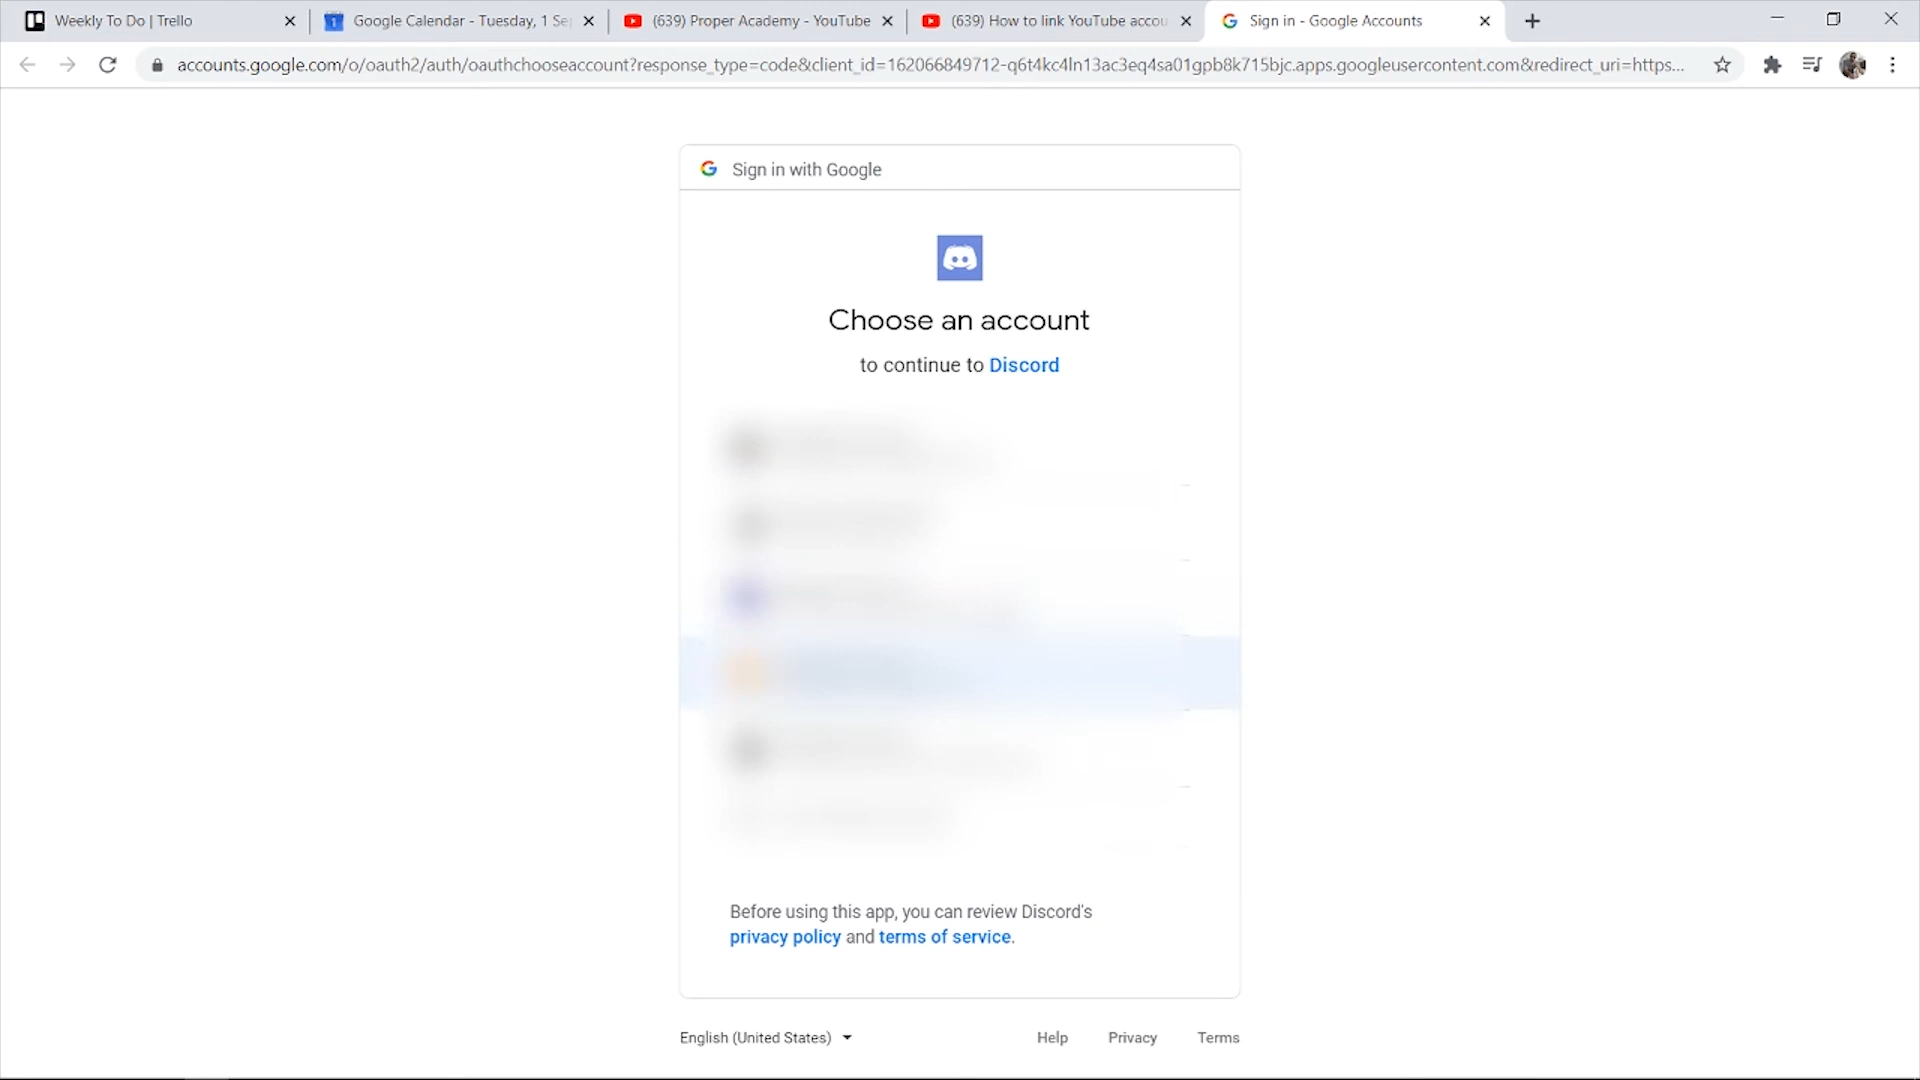 Weekly To Do | Trello
Google Calendar - Tuesday, 1 Se
(639) Proper Academy - YouTube
(639) How to link YouTube accou
Sign in - Google Accounts
accounts.google.com/o/oauth2/auth/oauthchooseaccount?response_type=code&client_id=162066849712-q6t4kc4ln13ac3eq4sa01gpb8k715bjc.apps.googleusercontent.com&redirect_uri=https...
Sign in with Google
Choose an account
to continue to Discord
Before using this app, you can review Discord's
privacy policy and terms of service.
English (United States)
Help
Privacy
Terms